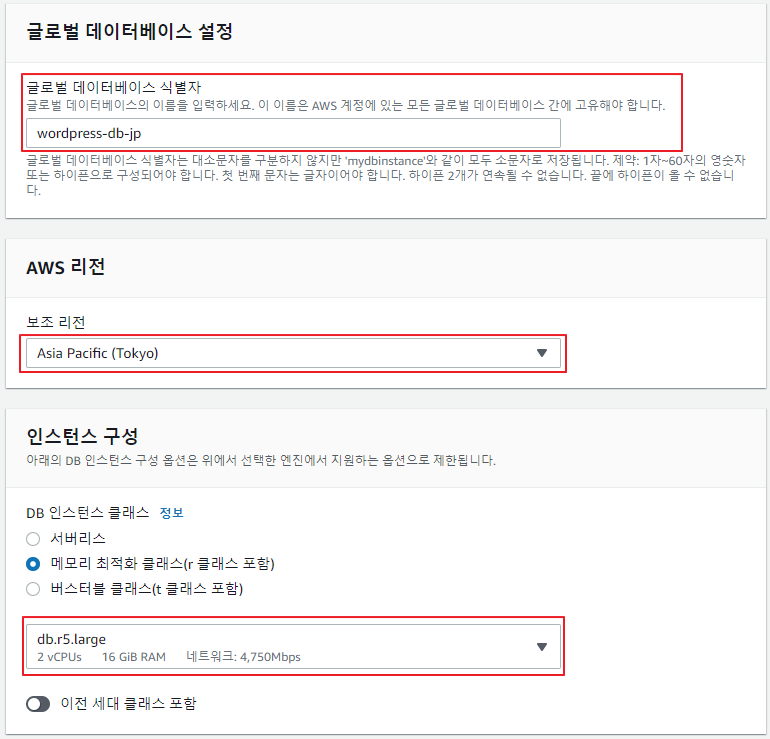 글로벌 데이터베이스 설정
글로벌 데이터베이스 식별자
글로벌 데이터베이스의 이름을 입력하세요. 이 이름은 AWS 계정에 있는 모든 글로벌 데이터베이스 간에 고유해야 합니다.
wordpress-db-jp
글로벌 데이터베이스 식별자는 대소문자를 구분하지 않지만 'mydbinstance'와 같이 모두 소문자로 저장됩니다. 제약: 1자~60자의 영숫자
또는 하이픈으로 구성되어야 합니다. 첫 번째 문자는 글자이어야 합니다. 하이픈 2개가 연속될 수 없습니다. 끝에 하이픈이 올 수 없습니
다.
AWS 리전
보조 리전
Asia Pacific (Tokyo)
인스턴스 구성
아래의 DB 인스턴스 구성 옵션은 위에서 선택한 엔진에서 지원하는 옵션으로 제한됩니다.
DB 인스턴스 클래스 정보
서버리스
메모리 최적화 클래스(r 클래스 포함)
버스터블 클래스(t 클래스 포함)
db.r5.large
2 vCPUs 16 GiB RAM 네트워크: 4,750Mbps
이전 세대 클래스 포함